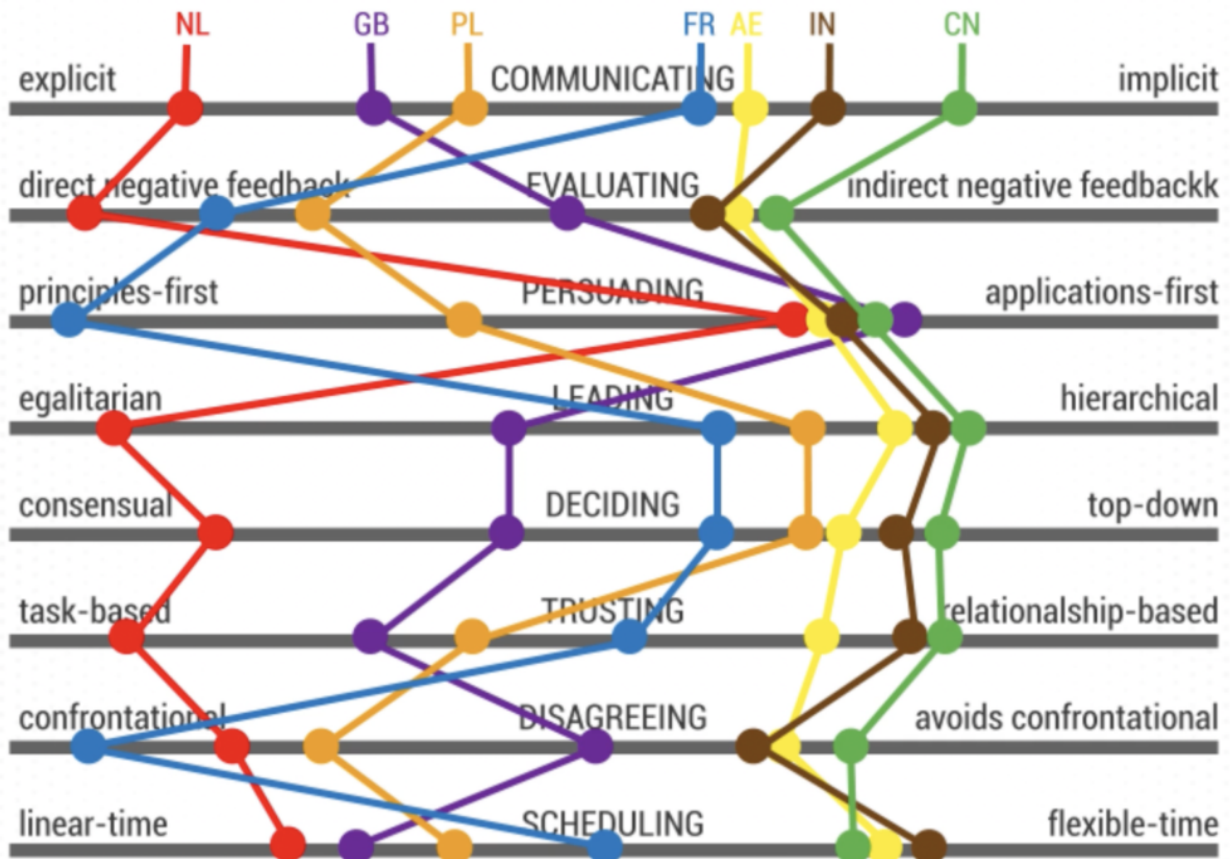 NL GB PL FR AE IN CN
explicit COMMUNICATING implicit
direct negative feedback EVALUATING indirect negative feedbackk
principles-first PERSUADING applications-first
egalitarian LEADING hierarchical
consensual DECIDING top-down
task-based TRUSTING relationalship-based
confrontational DISAGREEING avoids confrontational
linear-time SCHEDULING flexible-time